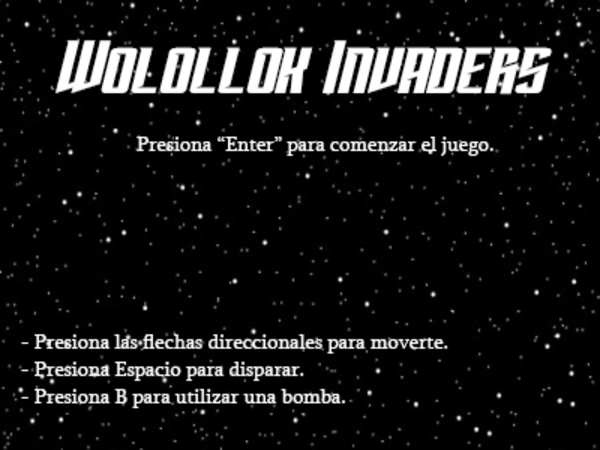 Wolollok Invaders
Presiona “Enter” para comenzar el juego.
- Presiona las flechas direccionales para moverte.
- Presiona Espacio para disparar.
- Presiona B para utilizar una bomba.